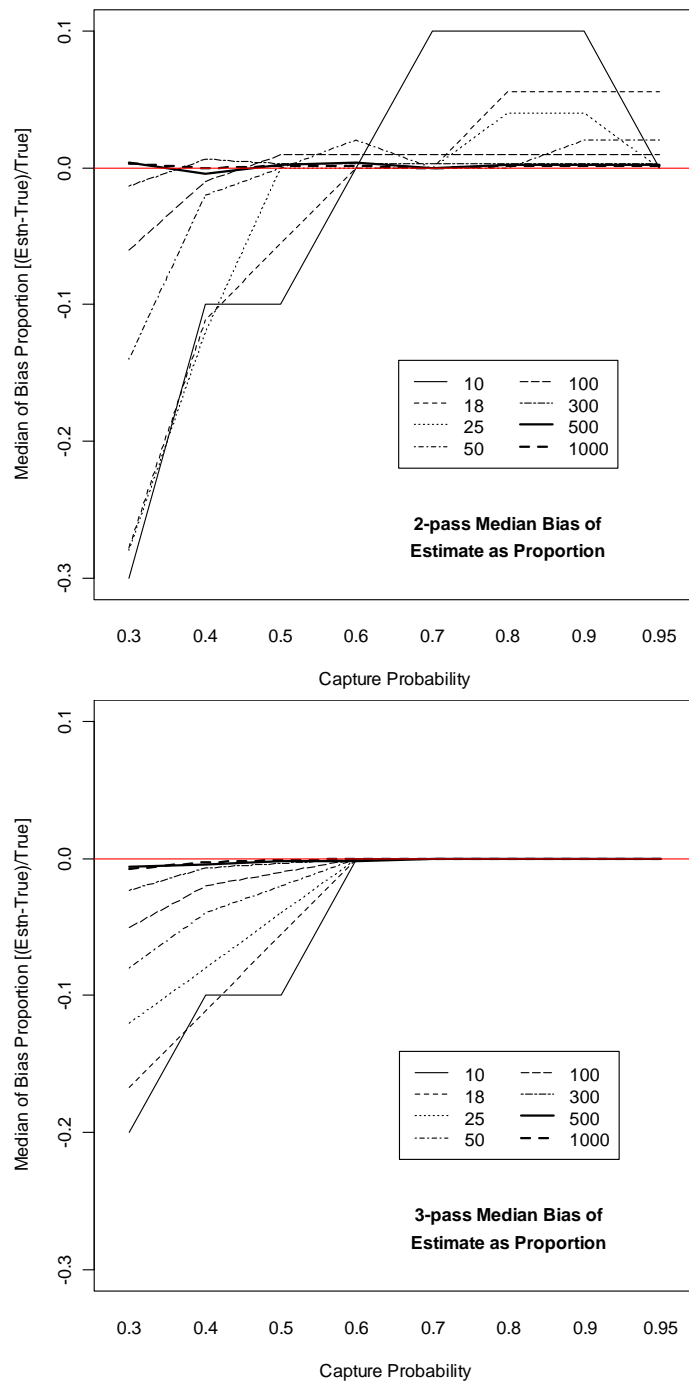 0.1
0.0
-0.1
-0.2
-0.3
Median of Bias Proportion [(Estn-True)/True]
10 100
18 300
25 500
50 1000
2-pass Median Bias of
Estimate as Proportion
0.3 0.4 0.5 0.6 0.7 0.8 0.9 0.95
Capture Probability
0.1
0.0
-0.1
-0.2
-0.3
Median of Bias Proportion [(Estn-True)/True]
10 100
18 300
25 500
50 1000
3-pass Median Bias of
Estimate as Proportion
0.3 0.4 0.5 0.6 0.7 0.8 0.9 0.95
Capture Probability